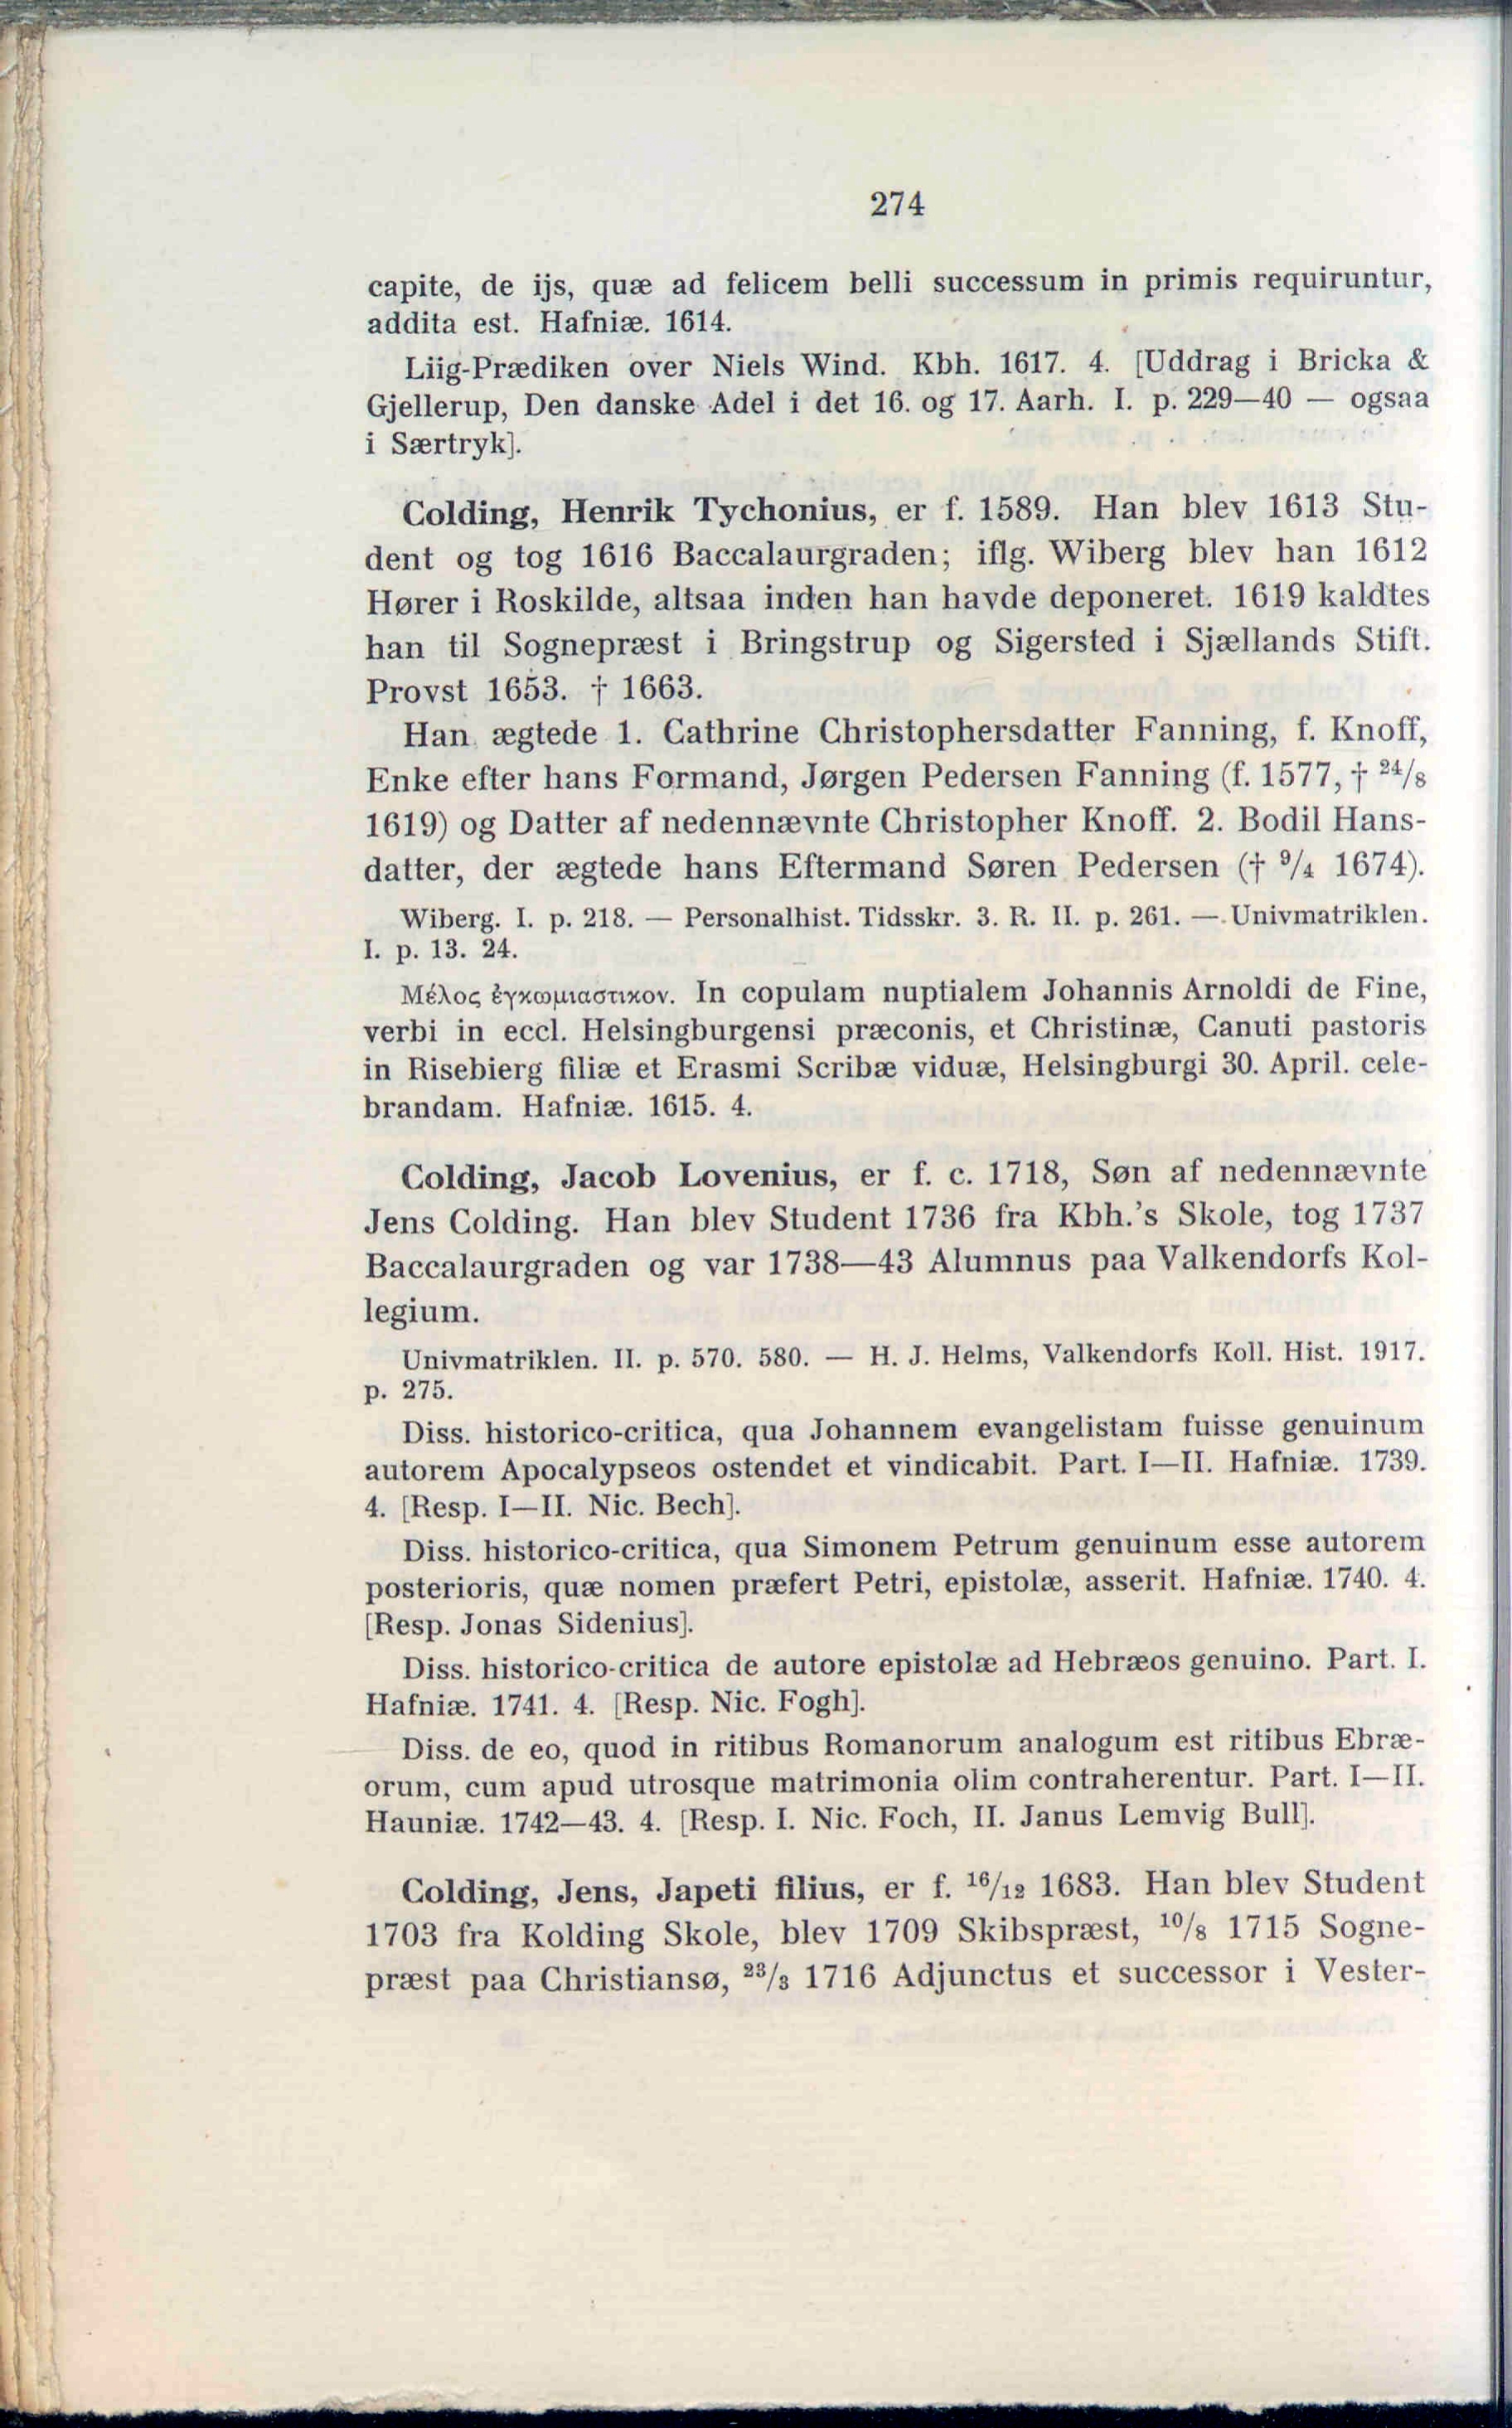 274
capite, de ijs, quæ ad felicem belli successum in primis requiruntur,
addita est. Hafniæ. 1614.
Liig-Prædiken over Niels Wind. Kbh. 1617. 4. [Uddrag i Bricka &
Gjellerup, Den danske Adel i det 16. og 17. Aarh. I. p. 229—40 — ogsaa
i Særtryk].
Colding, Henrik Tychonius, er f. 1589. Han blev 1613 Stu-
dent og tog 1616 Baccalaurgraden; iflg. Wiberg blev han 1612
Hører i Roskilde, altsaa inden han havde deponeret. 1619 kaldtes
han til Sognepræst i Bringstrup og Sigersted i Sjællands Stift.
Provst 1653. † 1663.
Han ægtede 1. Cathrine Christophersdatter Fanning, f. Knoff,
Enke efter hans Formand, Jørgen Pedersen Fanning (f. 1577, † ²⁴/₈
1619) og Datter af nedennævnte Christopher Knoff. 2. Bodil Hans-
datter, der ægtede hans Eftermand Søren Pedersen († ⁹/₄ 1674).
Wiberg. I. p. 218. — Personalhist. Tidsskr. 3. R. II. p. 261. — Univmatriklen.
I. p. 13. 24.
Μέλος ἐγκωμιαστικον. In copulam nuptialem Johannis Arnoldi de Fine,
verbi in eccl. Helsingburgensi præconis, et Christinæ, Canuti pastoris
in Risebierg filiæ et Erasmi Scribæ viduæ, Helsingburgi 30. April. cele-
brandam. Hafniæ. 1615. 4.
Colding, Jacob Lovenius, er f. c. 1718, Søn af nedennævnte
Jens Colding. Han blev Student 1736 fra Kbh.'s Skole, tog 1737
Baccalaurgraden og var 1738—43 Alumnus paa Valkendorfs Kol-
legium.
Univmatriklen. II. p. 570. 580. — H. J. Helms, Valkendorfs Koll. Hist. 1917.
p. 275.
Diss. historico-critica, qua Johannem evangelistam fuisse genuinum
autorem Apocalypseos ostendet et vindicabit. Part. I—II. Hafniæ. 1739.
4. [Resp. I—II. Nic. Bech].
Diss. historico-critica, qua Simonem Petrum genuinum esse autorem
posterioris, quæ nomen præfert Petri, epistolæ, asserit. Hafniæ. 1740. 4.
[Resp. Jonas Sidenius].
Diss. historico-critica de autore epistolæ ad Hebræos genuino. Part. I.
Hafniæ. 1741. 4. [Resp. Nic. Fogh].
Diss. de eo, quod in ritibus Romanorum analogum est ritibus Ebræ-
orum, cum apud utrosque matrimonia olim contraherentur. Part. I—II.
Hauniæ. 1742—43. 4. [Resp. I. Nic. Foch, II. Janus Lemvig Bull].
Colding, Jens, Japeti filius, er f. ¹⁶/₁₂ 1683. Han blev Student
1703 fra Kolding Skole, blev 1709 Skibspræst, ¹⁰/₈ 1715 Sogne-
præst paa Christiansø, ²³/₃ 1716 Adjunctus et successor i Vester-